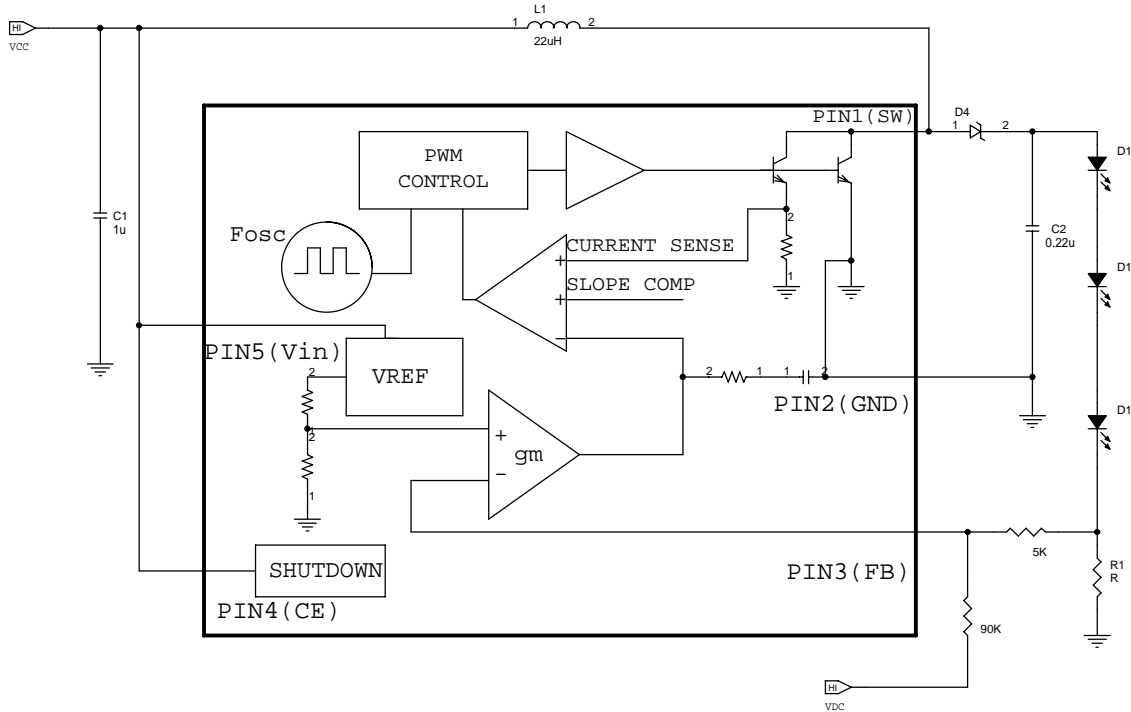 L1
1
2
22uH
HI
VCC
PIN1(SW)
D4
1
2
D1
PWM
CONTROL
C1
1u
Fosc
2
1
CURRENT SENSE
SLOPE COMP
+
+
-
C2
0.22u
D1
PIN5(Vin)
VREF
2
1
2
1
2
1
1
2
PIN2(GND)
D1
+
gm
-
5K
SHUTDOWN
PIN3(FB)
R1
R
PIN4(CE)
90K
HI
VDC